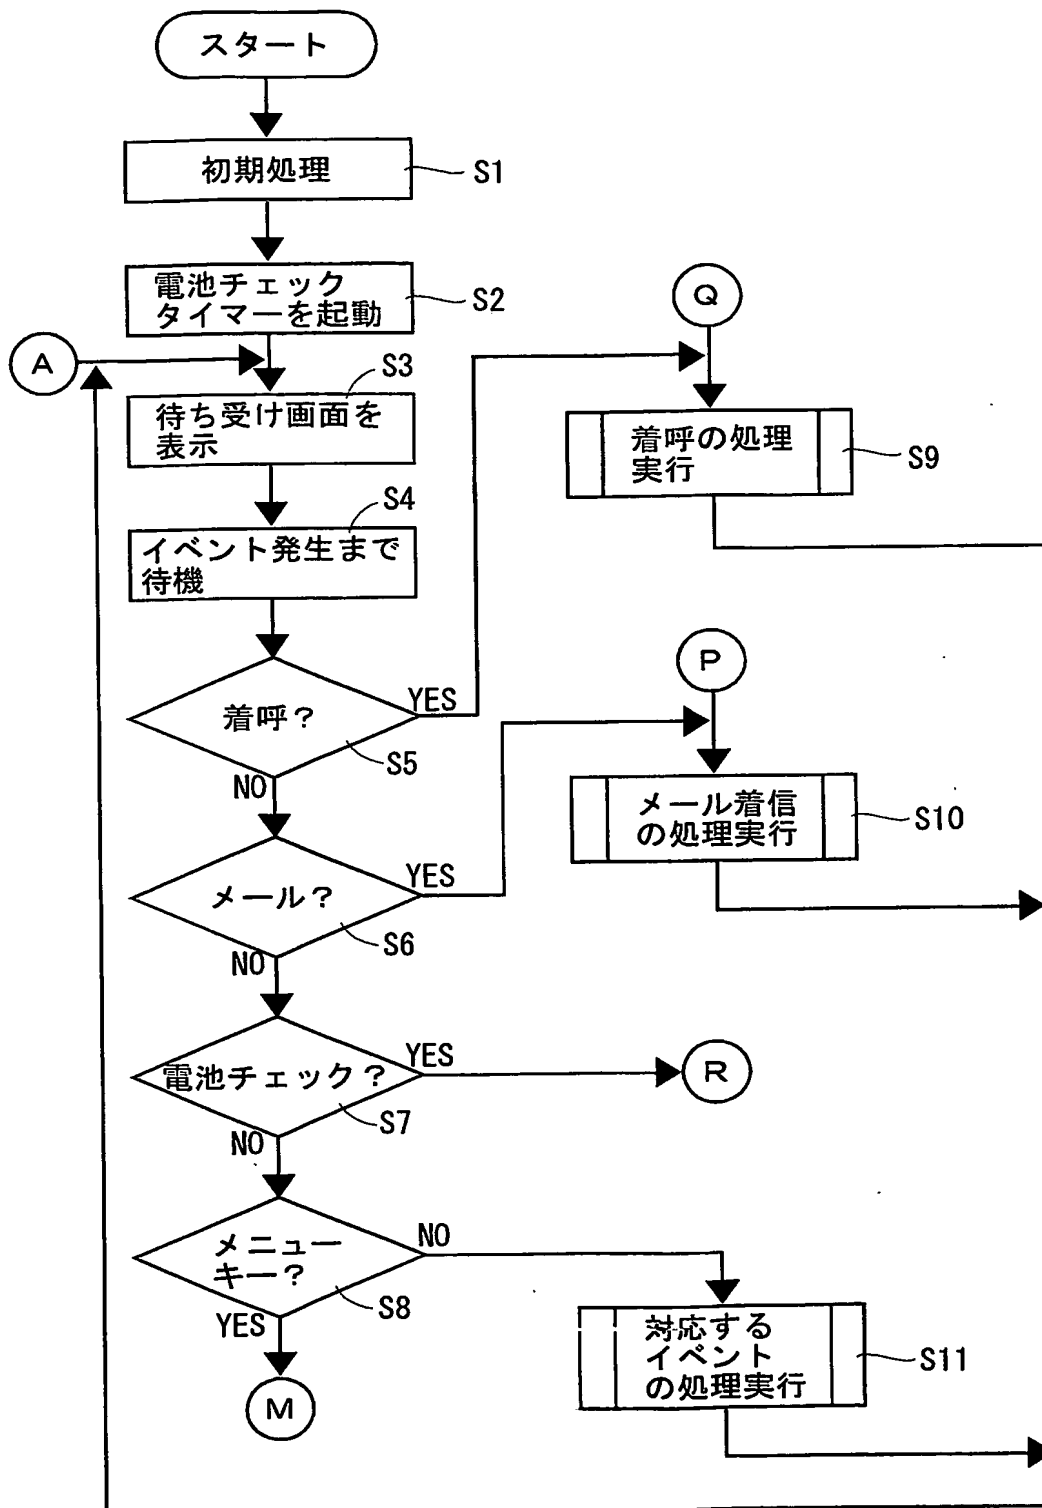 スタート
初期処理
S1
電池チェック
タイマーを起動
S2
A
S3
待ち受け画面を
表示
S4
イベント発生まで
待機
着呼?
YES
S5
NO
Q
着呼の処理
実行
S9
メール?
YES
S6
NO
P
メール着信
の処理実行
S10
電池チェック?
YES
S7
NO
R
メニュー
キー?
NO
S8
YES
M
対応する
イベント
の処理実行
S11